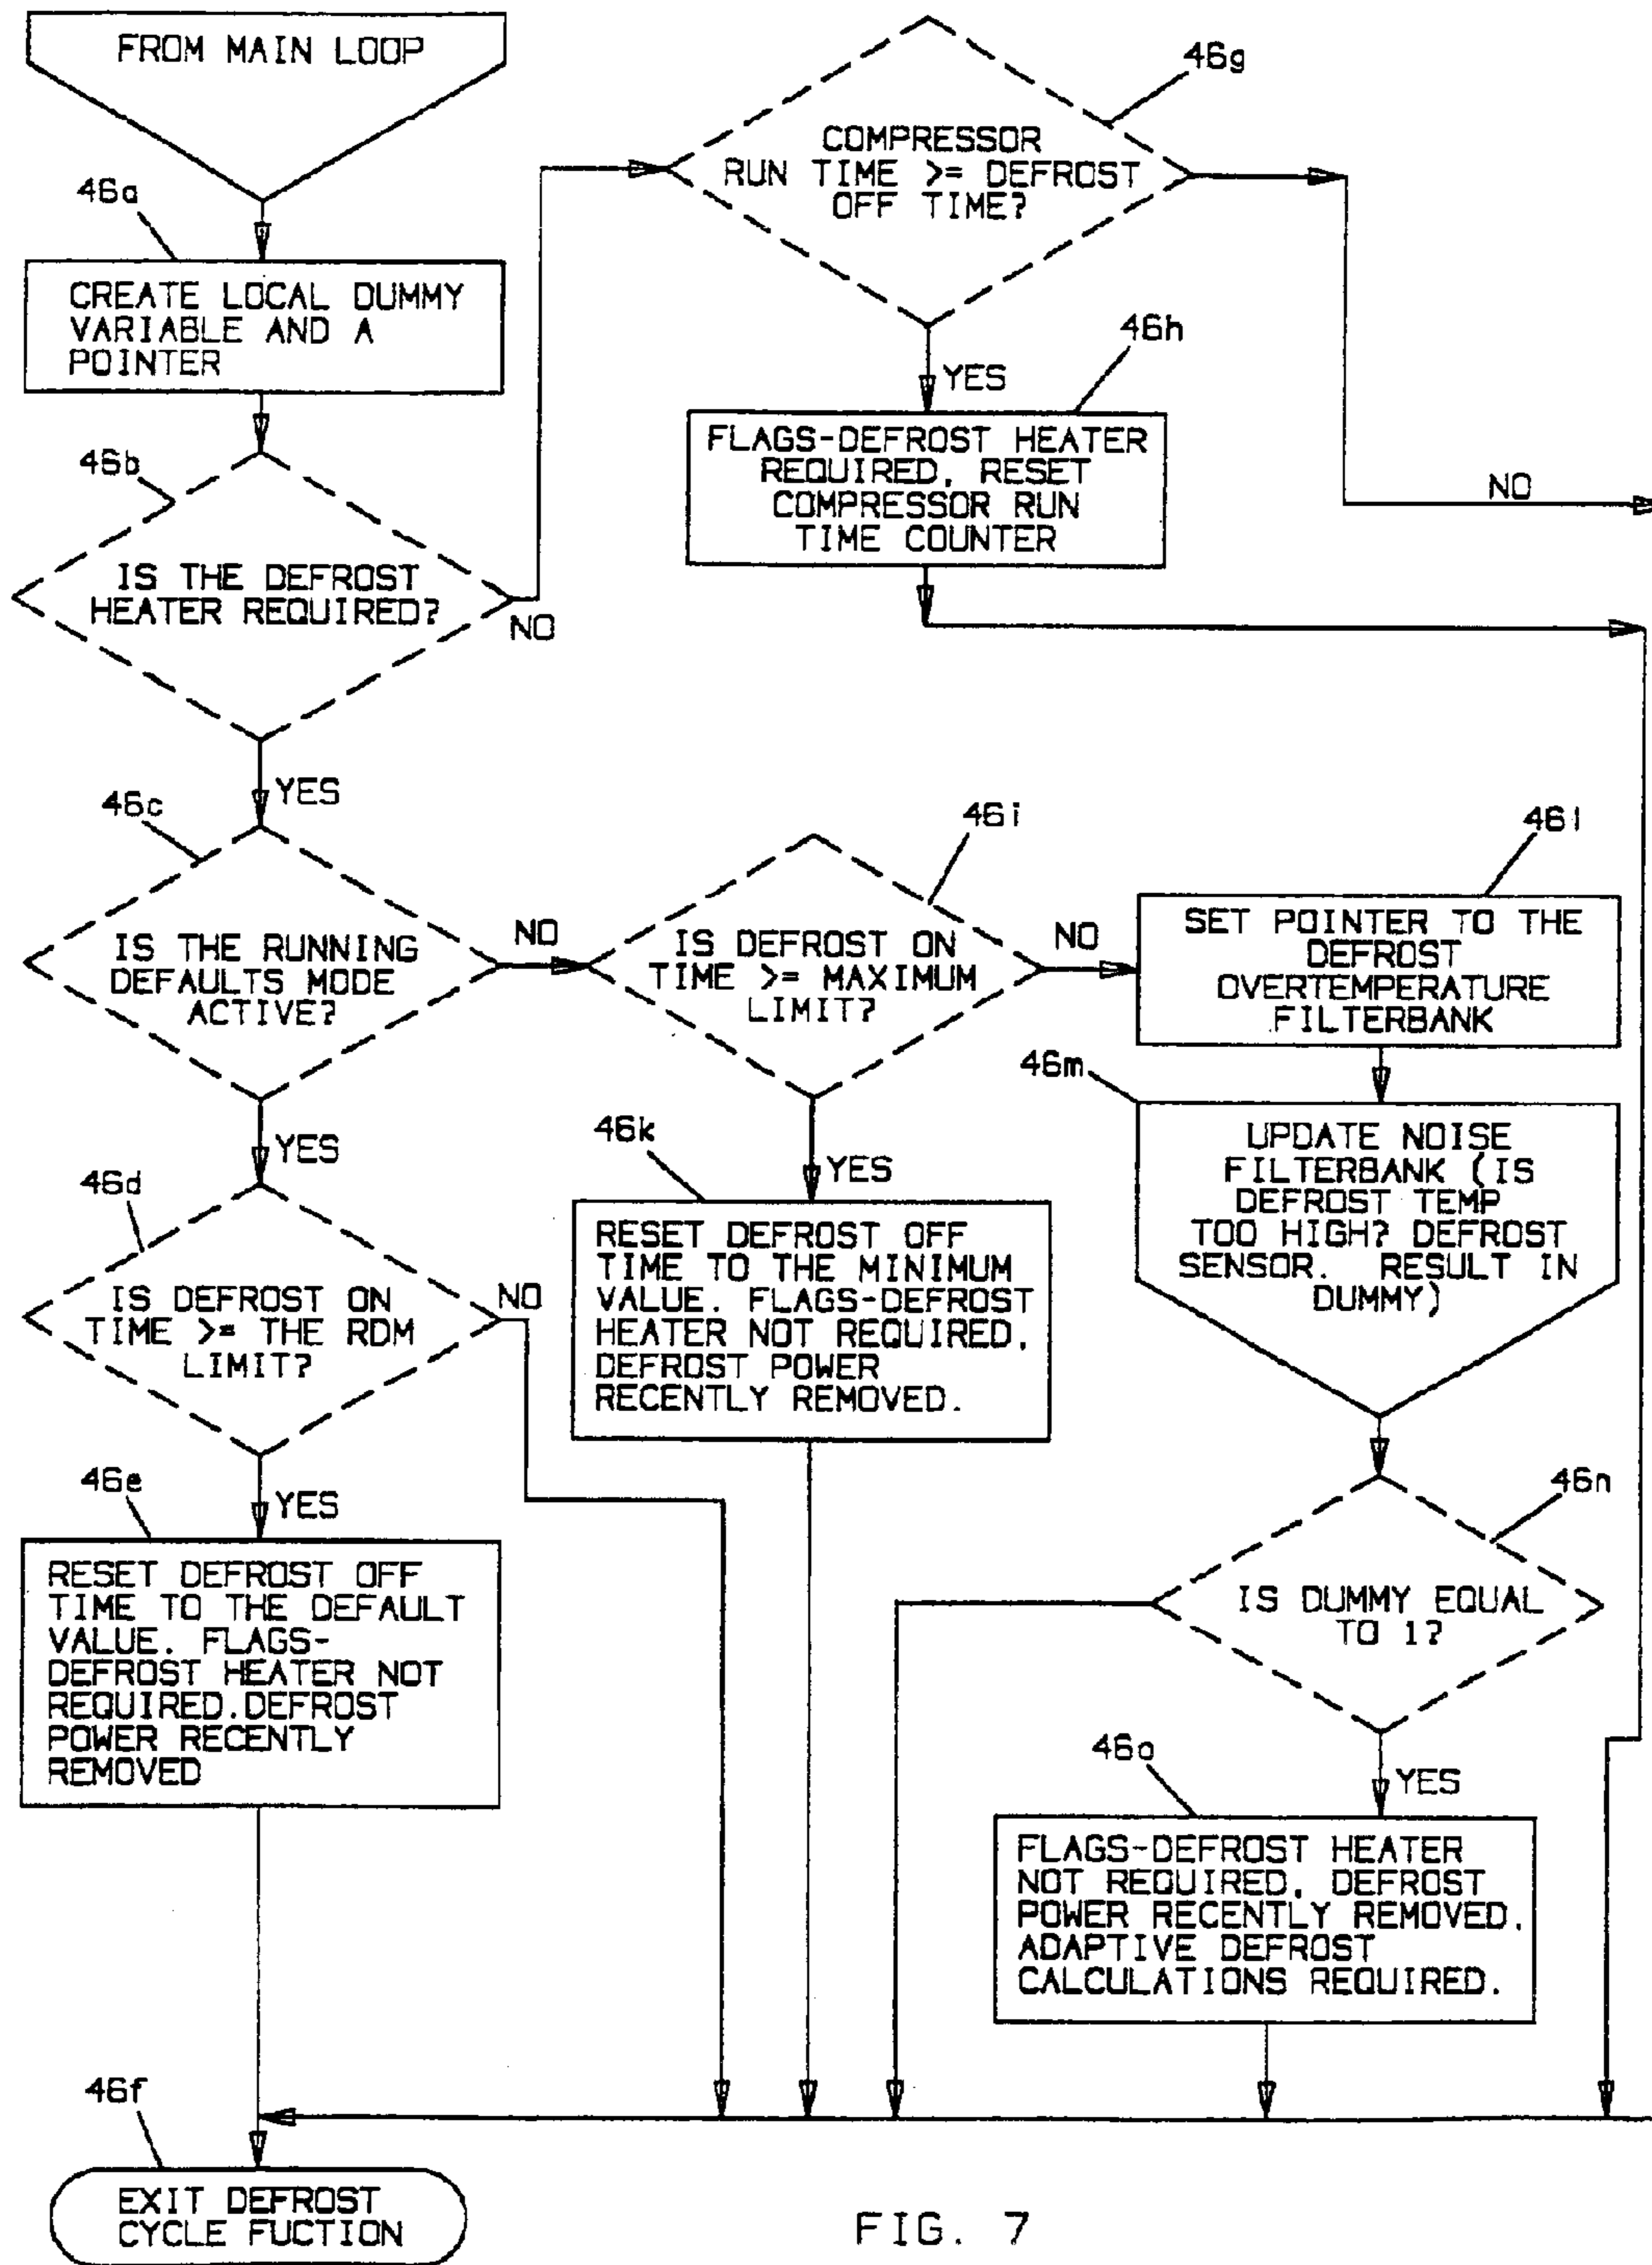 FROM MAIN LOOP
46a
CREATE LOCAL DUMMY
VARIABLE AND A
POINTER
46b
IS THE DEFROST
HEATER REQUIRED?
NO
YES
46g
COMPRESSOR
RUN TIME >= DEFROST
OFF TIME?
NO
YES
46h
FLAGS-DEFROST HEATER
REQUIRED, RESET
COMPRESSOR RUN
TIME COUNTER
46c
IS THE RUNNING
DEFAULTS MODE
ACTIVE?
NO
YES
46i
IS DEFROST ON
TIME >= MAXIMUM
LIMIT?
NO
YES
46l
SET POINTER TO THE
DEFROST
OVERTEMPERATURE
FILTERBANK
46m
UPDATE NOISE
FILTERBANK (IS
DEFROST TEMP
TOO HIGH? DEFROST
SENSOR. RESULT IN
DUMMY)
46d
IS DEFROST ON
TIME >= THE RDM
LIMIT?
NO
YES
46k
RESET DEFROST OFF
TIME TO THE MINIMUM
VALUE. FLAGS-DEFROST
HEATER NOT REQUIRED,
DEFROST POWER
RECENTLY REMOVED.
46e
RESET DEFROST OFF
TIME TO THE DEFAULT
VALUE. FLAGS-
DEFROST HEATER NOT
REQUIRED.DEFROST
POWER RECENTLY
REMOVED
46n
IS DUMMY EQUAL
TO 1?
YES
46o
FLAGS-DEFROST HEATER
NOT REQUIRED, DEFROST
POWER RECENTLY REMOVED,
ADAPTIVE DEFROST
CALCULATIONS REQUIRED.
46f
EXIT DEFROST
CYCLE FUCTION
FIG. 7